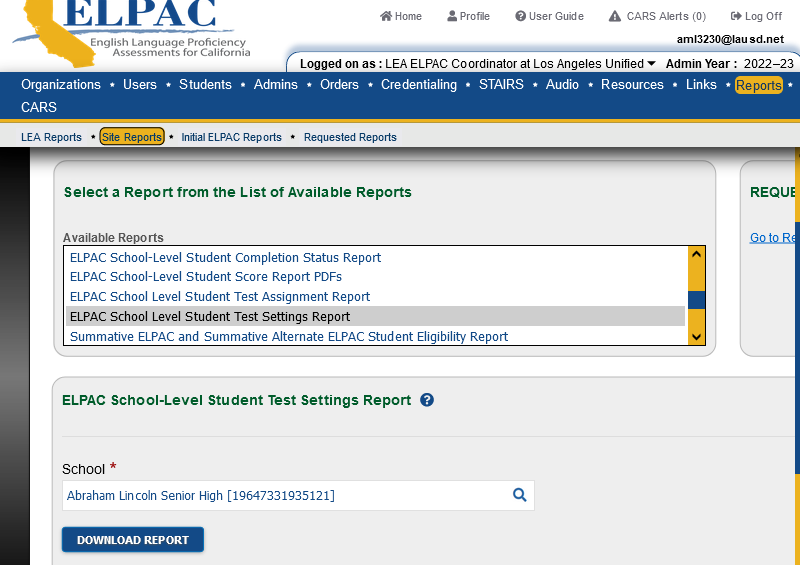 ELPAC
English Language Proficiency
Assessments for California
Home Profile User Guide CARS Alerts (0) Log Off
aml3230@lausd.net
Logged on as : LEA ELPAC Coordinator at Los Angeles Unified Admin Year : 2022–23
Organizations • Users • Students • Admins • Orders • Credentialing • STAIRS • Audio • Resources • Links • Reports •
CARS
LEA Reports • Site Reports • Initial ELPAC Reports • Requested Reports
Select a Report from the List of Available Reports
REQUE
Available Reports
Go to Re
ELPAC School-Level Student Completion Status Report
ELPAC School-Level Student Score Report PDFs
ELPAC School Level Student Test Assignment Report
ELPAC School Level Student Test Settings Report
Summative ELPAC and Summative Alternate ELPAC Student Eligibility Report
ELPAC School-Level Student Test Settings Report ?
School *
Abraham Lincoln Senior High [19647331935121]
DOWNLOAD REPORT